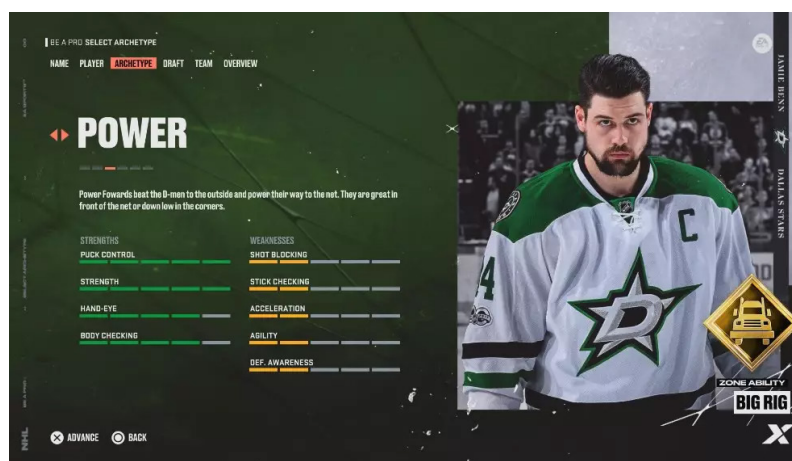 BE A PRO SELECT ARCHETYPE
NAME PLAYER ARCHETYPE DRAFT TEAM OVERVIEW
POWER
Power Fowards beat the D-men to the outside and power their way to the net. They are great in
front of the net or down low in the corners.
STRENGTHS
PUCK CONTROL
STRENGTH
HAND-EYE
BODY CHECKING
WEAKNESSES
SHOT BLOCKING
STICK CHECKING
ACCELERATION
AGILITY
DEF. AWARENESS
ADVANCE BACK
NHL
EA
JAMIE BENN
DALLAS STARS
C
4
D
ZONE ABILITY
BIG RIG
X